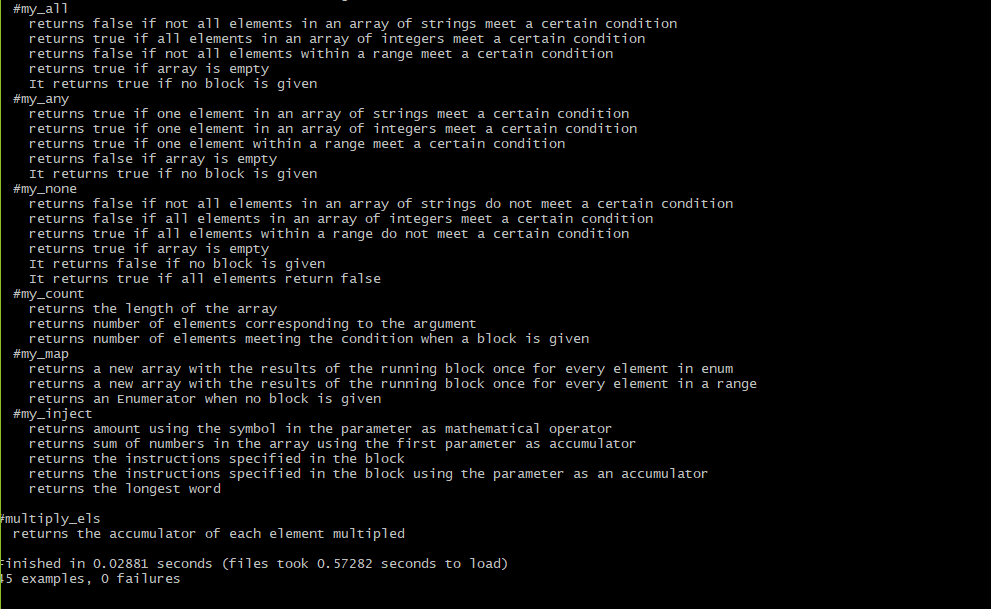 #my_all
returns false if not all elements in an array of strings meet a certain condition
returns true if all elements in an array of integers meet a certain condition
returns false if not all elements within a range meet a certain condition
returns true if array is empty
It returns true if no block is given
#my_any
returns true if one element in an array of strings meet a certain condition
returns true if one element in an array of integers meet a certain condition
returns true if one element within a range meet a certain condition
returns false if array is empty
It returns true if no block is given
#my_none
returns false if not all elements in an array of strings do not meet a certain condition
returns false if all elements in an array of integers meet a certain condition
returns true if all elements within a range do not meet a certain condition
returns true if array is empty
It returns false if no block is given
It returns true if all elements return false
#my_count
returns the length of the array
returns number of elements corresponding to the argument
returns number of elements meeting the condition when a block is given
#my_map
returns a new array with the results of the running block once for every element in enum
returns a new array with the results of the running block once for every element in a range
returns an Enumerator when no block is given
#my_inject
returns amount using the symbol in the parameter as mathematical operator
returns sum of numbers in the array using the first parameter as accumulator
returns the instructions specified in the block
returns the instructions specified in the block using the parameter as an accumulator
returns the longest word
#multiply_els
returns the accumulator of each element multipled
Finished in 0.02881 seconds (files took 0.57282 seconds to load)
45 examples, 0 failures